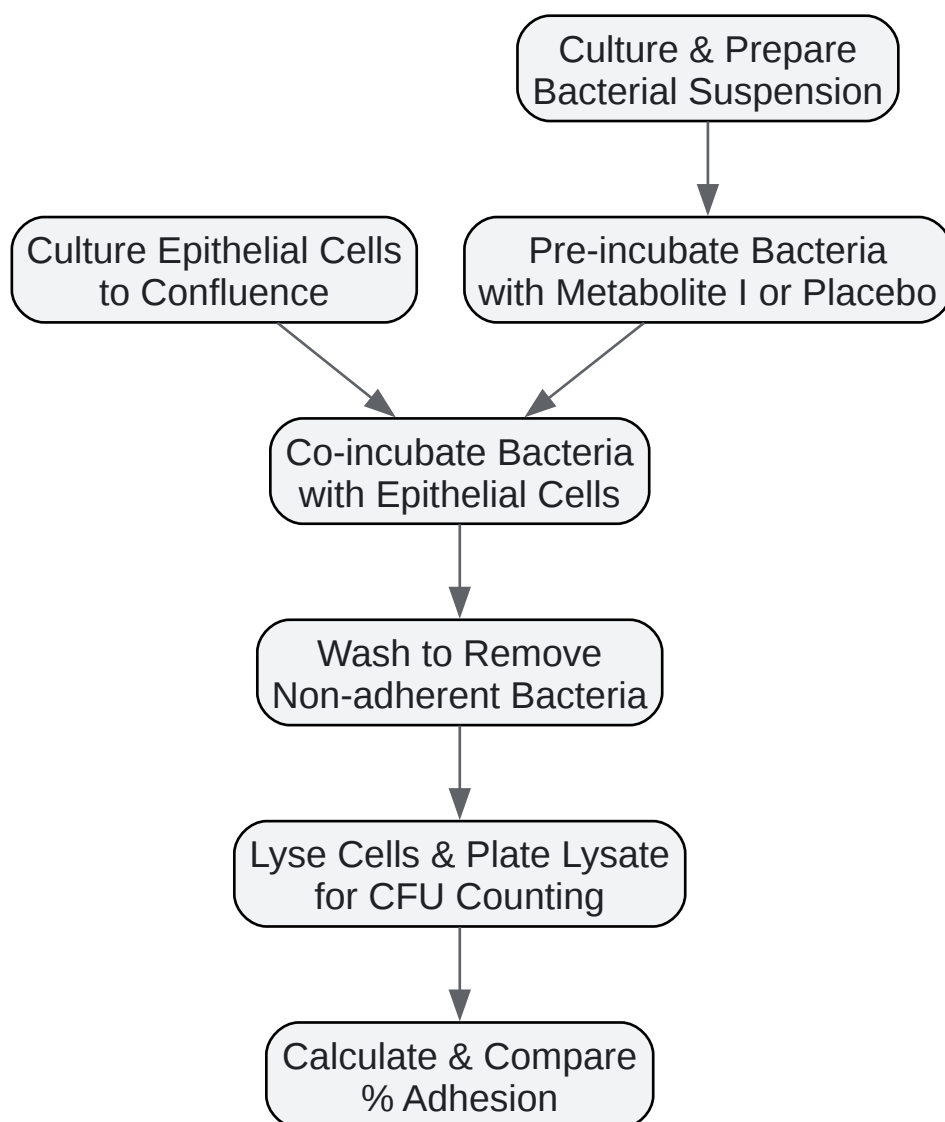 Culture & Prepare
Bacterial Suspension
Culture Epithelial Cells
to Confluence
Pre-incubate Bacteria
with Metabolite I or Placebo
Co-incubate Bacteria
with Epithelial Cells
Wash to Remove
Non-adherent Bacteria
Lyse Cells & Plate Lysate
for CFU Counting
Calculate & Compare
% Adhesion